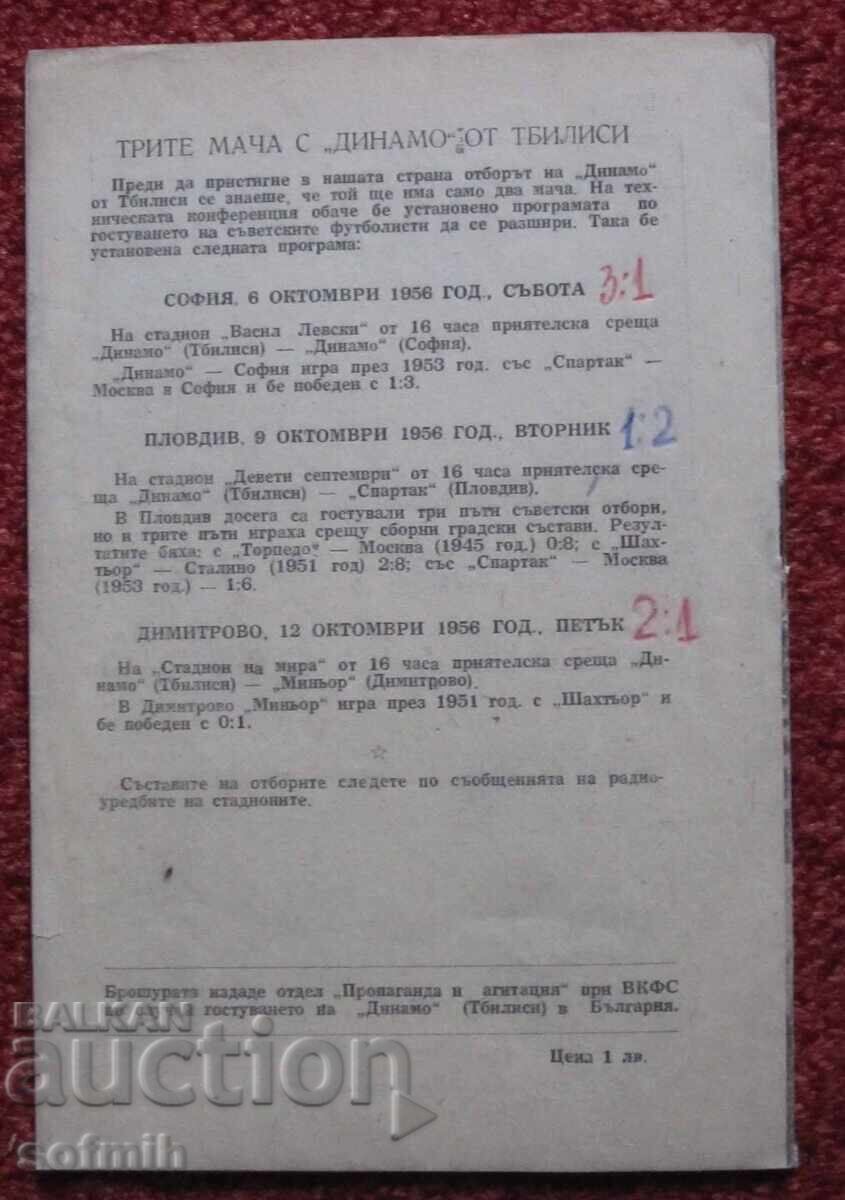 ТРИТЕ МАЧА С „ДИНАМО“ ОТ ТБИЛИСИ
Преди да пристигне в нашата страна отборът на „Динамо“
от Тбилиси се знаеше, че той ще има само два мача. На тех-
ническата конференция обаче бе установено програмата по
гостуването на съветските футболисти да се разшири. Така бе
установена следната програма:
СОФИЯ, 6 ОКТОМВРИ 1956 ГОД., СЪБОТА 3:1
На стадион „Васил Левски“ от 16 часа приятелска среща
„Динамо“ (Тбилиси) — „Динамо“ (София).
„Динамо“ — София игра през 1953 год. със „Спартак“ —
Москва в София и бе победен с 1:3.
ПЛОВДИВ, 9 ОКТОМВРИ 1956 ГОД., ВТОРНИК 1:2
На стадион „Девети септември“ от 16 часа приятелска сре-
ща „Динамо“ (Тбилиси) — „Спартак“ (Пловдив).
В Пловдив досега са гостували три пъти съветски отбори,
но и трите пъти играха срещу сборни градски състави. Резул-
татите бяха: с „Торпедо“ — Москва (1945 год.) 0:8; с „Шах-
тьор“ — Сталино (1951 год) 2:8; със „Спартак“ — Москва
(1953 год.) — 1:6.
ДИМИТРОВО, 12 ОКТОМВРИ 1956 ГОД., ПЕТЪК 2:1
На „Стадион на мира“ от 16 часа приятелска среща „Ди-
намо“ (Тбилиси) — „Миньор“ (Димитрово).
В Димитрово „Миньор“ игра през 1951 год. с „Шахтьор“ и
бе победен с 0:1.
Съставите на отборите следете по съобщенията на радио-
уредбите на стадионите.
Брошурата издаде отдел „Пропаганда и агитация“ при ВКФС
по случай гостуването на „Динамо“ (Тбилиси) в България.
Цена 1 лв.
BALKAN
auction
sofmih